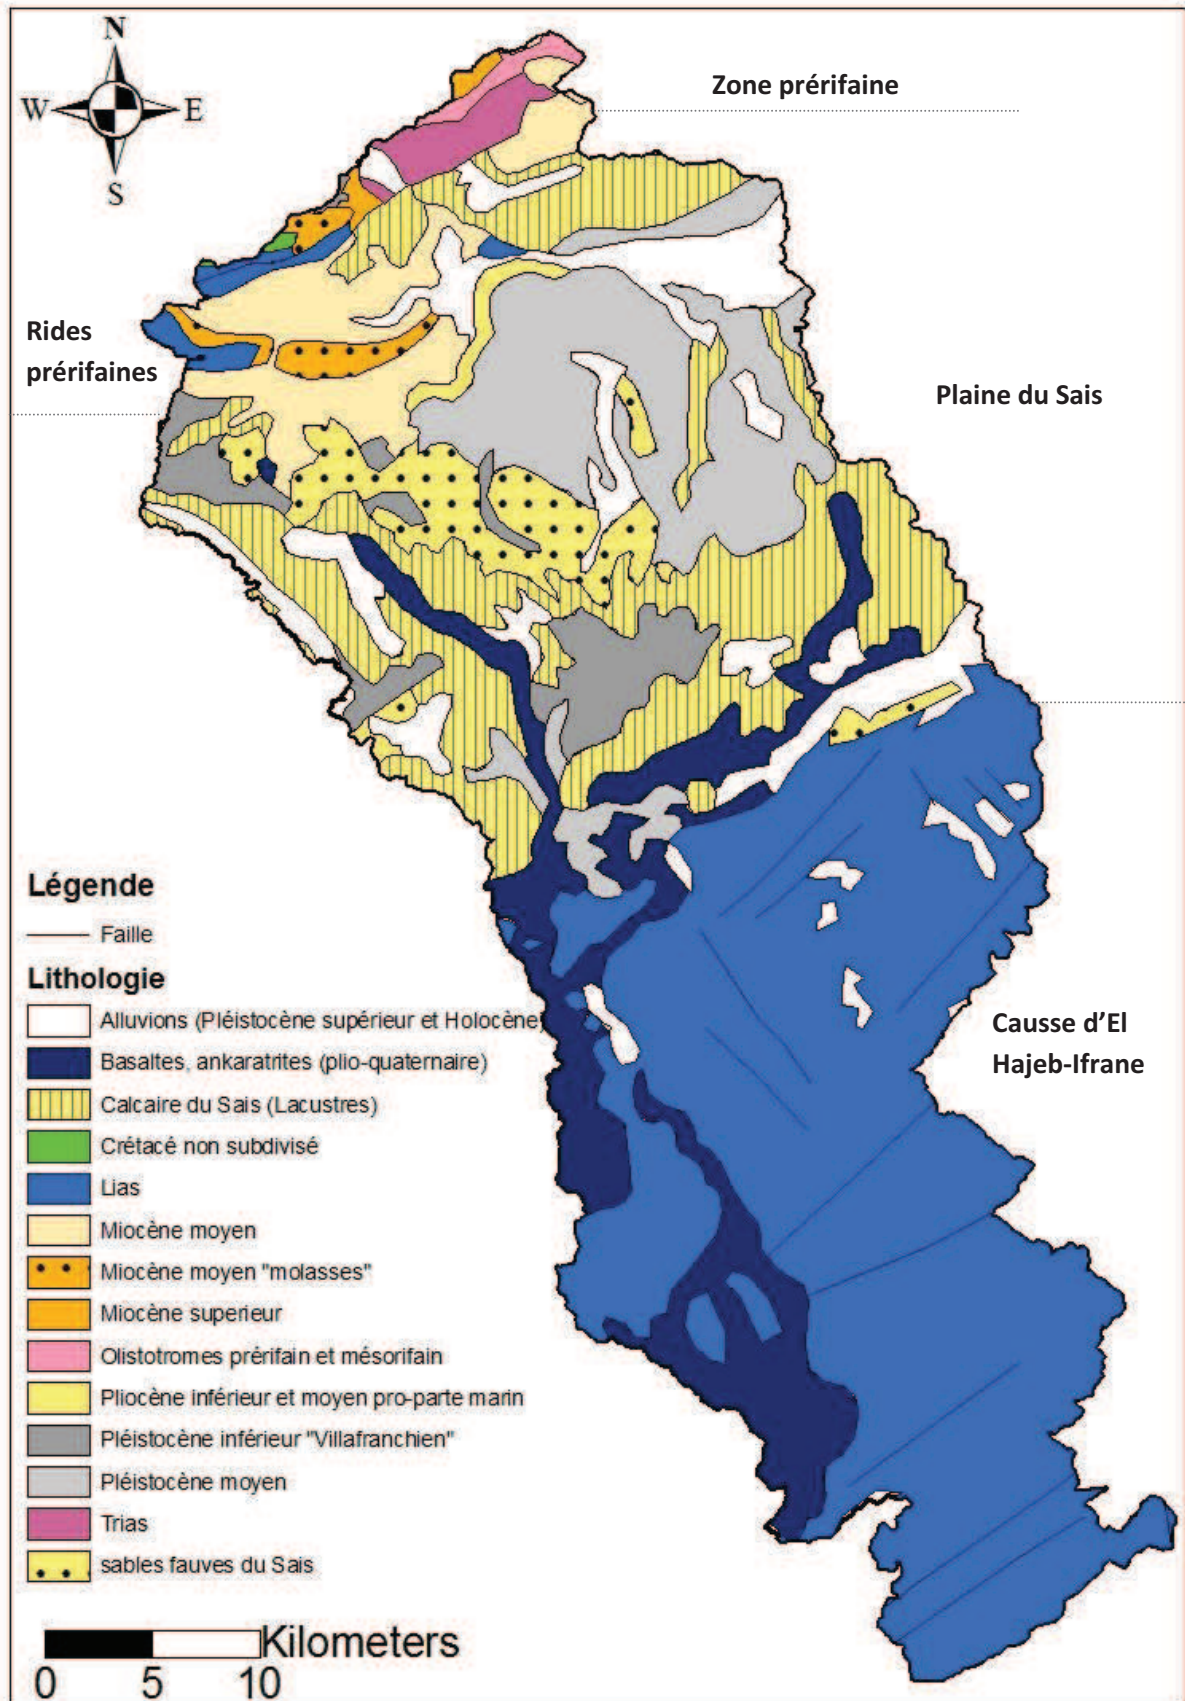 N
W
E
S
Zone prérifaine
Rides
prérifaines
Plaine du Sais
Causse d'El
Hajeb-Ifrane
Légende
Faille
Lithologie
Alluvions (Pléistocène supérieur et Holocène)
Basaltes, ankaratrites (plio-quaternaire)
Calcaire du Sais (Lacustres)
Crétacé non subdivisé
Lias
Miocène moyen
Miocène moyen "molasses"
Miocène superieur
Olistotromes prérifain et mésorifain
Pliocène inférieur et moyen pro-parte marin
Pléistocène inférieur "Villafranchien"
Pléistocène moyen
Trias
sables fauves du Sais
Kilometers
0 5 10